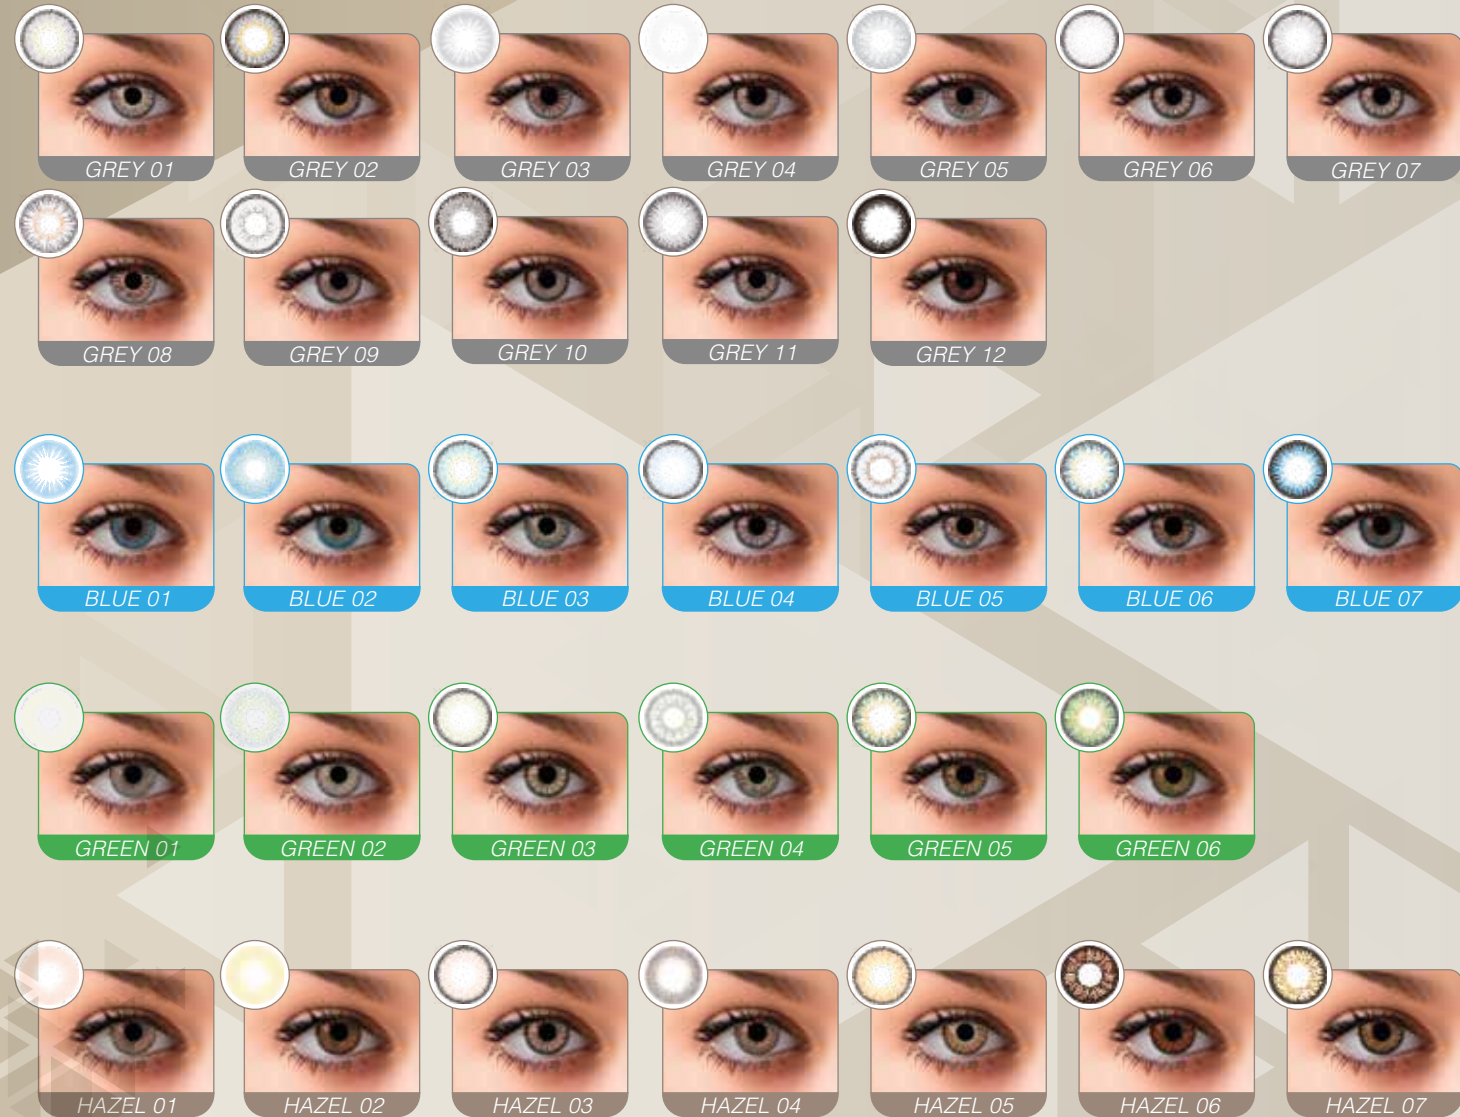 GREY 01
GREY 02
GREY 03
GREY 04
GREY 05
GREY 06
GREY 07
GREY 08
GREY 09
GREY 10
GREY 11
GREY 12
BLUE 01
BLUE 02
BLUE 03
BLUE 04
BLUE 05
BLUE 06
BLUE 07
GREEN 01
GREEN 02
GREEN 03
GREEN 04
GREEN 05
GREEN 06
HAZEL 01
HAZEL 02
HAZEL 03
HAZEL 04
HAZEL 05
HAZEL 06
HAZEL 07